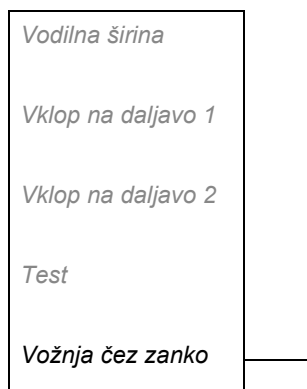 Vodilna širina
Vklop na daljavo 1
Vklop na daljavo 2
Test
Vožnja čez zanko